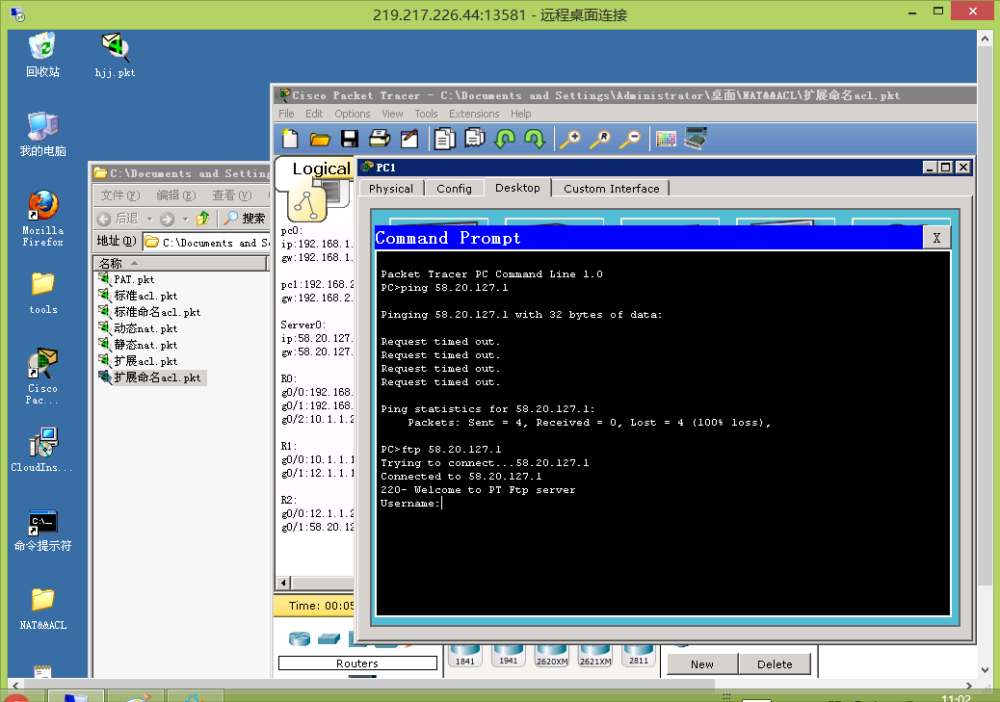 219.217.226.44:13581 - 远程桌面连接
回收站
hjj.pkt
我的电脑
Mozilla
Firefox
tools
Cisco
Pac...
CloudIns...
命令提示符
NAT&&ACL
C:\Documents and Setting
文件(F) 编辑(E) 查看(V)
后退 搜索
地址(D) C:\Documents and S
名称
PAT.pkt
标准acl.pkt
标准命名acl.pkt
动态nat.pkt
静态nat.pkt
扩展acl.pkt
扩展命名acl.pkt
Cisco Packet Tracer - C:\Documents and Settings\Administrator\桌面\NAT&&ACL\扩展命名acl.pkt
File Edit Options View Tools Extensions Help
Logical
pc0:
ip:192.168.1.
gw:192.168.1.
pc1:192.168.2
gw:192.168.2.
Server0:
ip:58.20.127.
gw:58.20.127.
R0:
g0/0:192.168.
g0/1:192.168.
g0/2:10.1.1.2
R1:
g0/0:10.1.1.1
g0/1:12.1.1.1
R2:
g0/0:12.1.1.2
g0/1:58.20.12
Time: 00:05
Routers
1841 1941 2620XM 2621XM 2811
New Delete
PC1
Physical Config Desktop Custom Interface
Command Prompt X
Packet Tracer PC Command Line 1.0
PC>ping 58.20.127.1
Pinging 58.20.127.1 with 32 bytes of data:
Request timed out.
Request timed out.
Request timed out.
Request timed out.
Ping statistics for 58.20.127.1:
Packets: Sent = 4, Received = 0, Lost = 4 (100% loss),
PC>ftp 58.20.127.1
Trying to connect...58.20.127.1
Connected to 58.20.127.1
220- Welcome to PT Ftp server
Username:
11:02